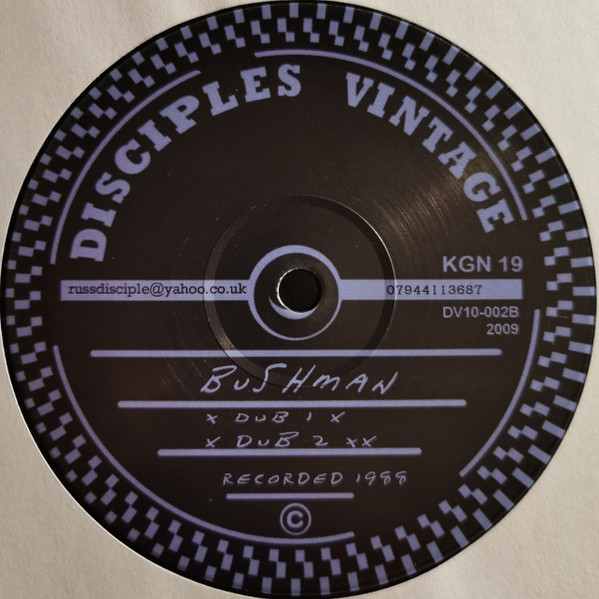 DISCIPLES VINTAGE
KGN 19
russdisciple@yahoo.co.uk 07944113687
DV10-002B
2009
BUSHMAN
x DUB 1 x
x DUB 2 xx
RECORDED 1988
©